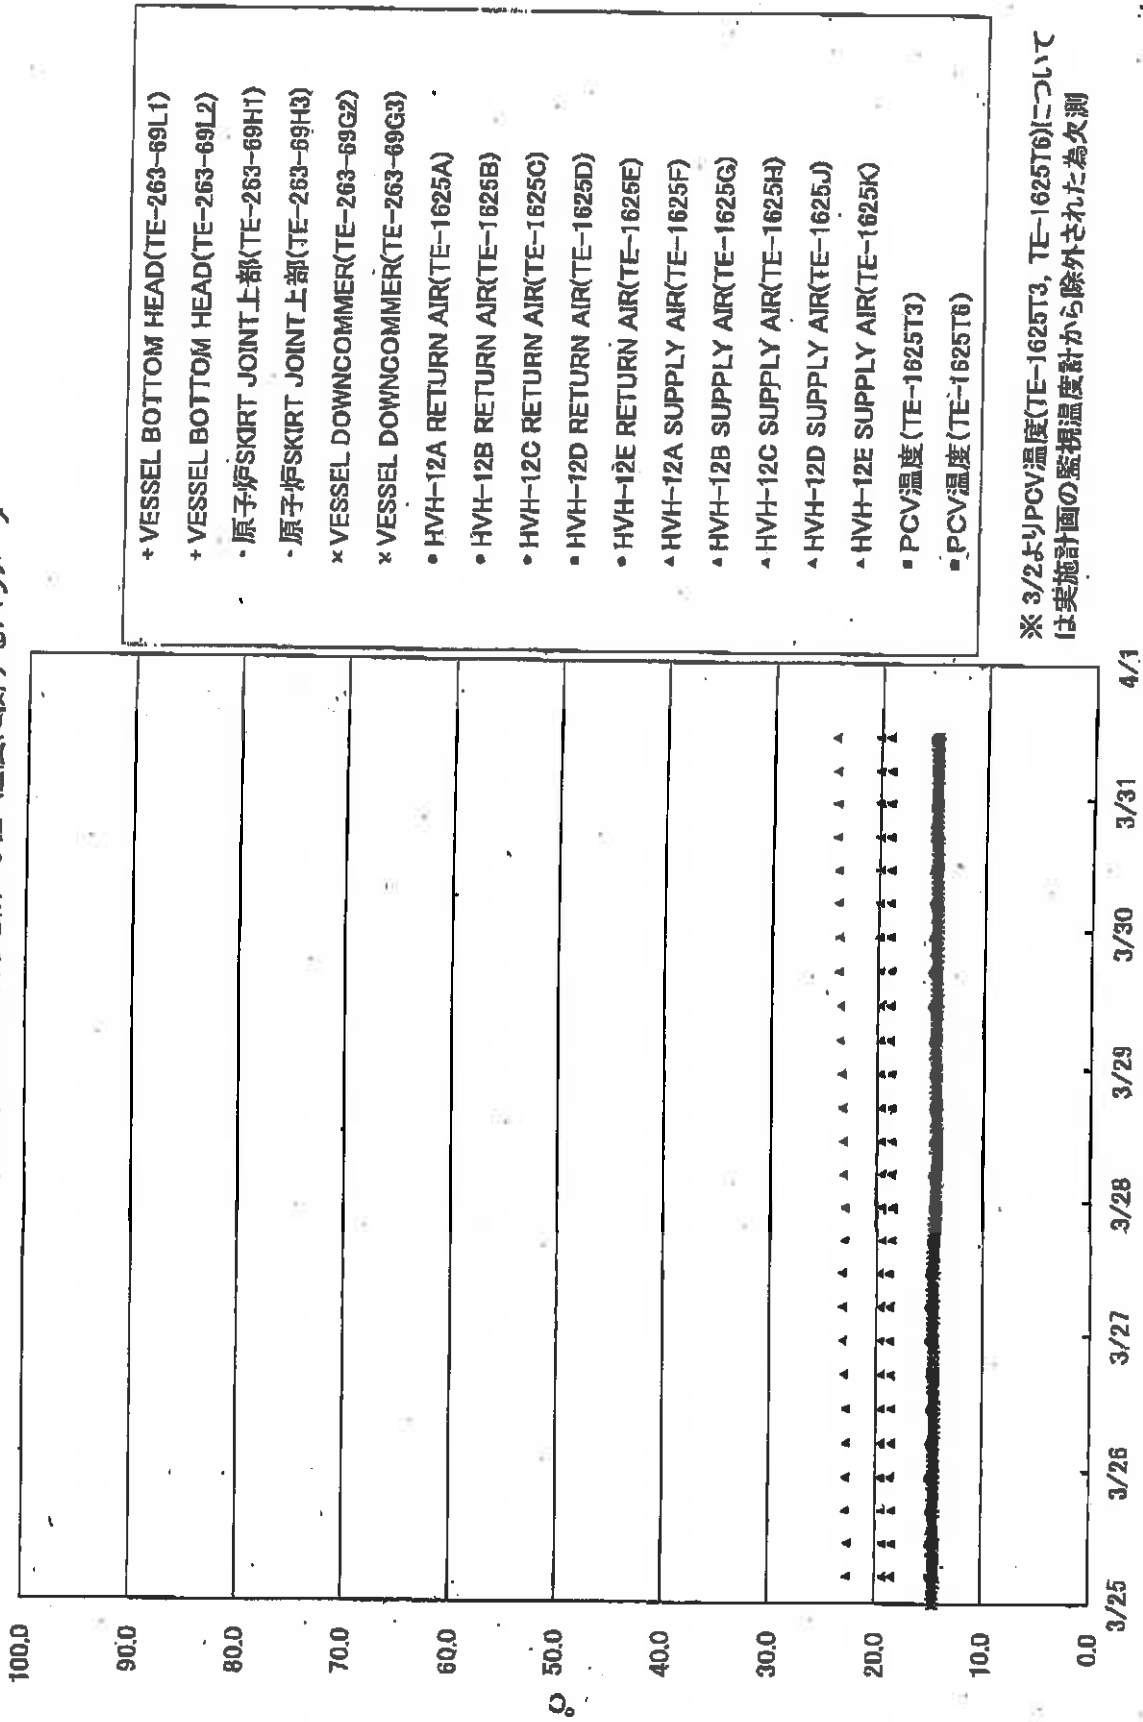 ℃
100.0
90.0
80.0
70.0
60.0
50.0
40.0
30.0
20.0
10.0
0.0
3/25
3/26
3/27
3/28
3/29
3/30
3/31
4/1
+ VESSEL BOTTOM HEAD(TE-263-69L1)
+ VESSEL BOTTOM HEAD(TE-263-69L2)
- 原子炉SKIRT JOINT上部(TE-263-69H1)
- 原子炉SKIRT JOINT上部(TE-263-69H3)
× VESSEL DOWNCOMMER(TE-263-69G2)
× VESSEL DOWNCOMMER(TE-263-69G3)
● HVH-12A RETURN AIR(TE-1625A)
● HVH-12B RETURN AIR(TE-1625B)
● HVH-12C RETURN AIR(TE-1625C)
● HVH-12D RETURN AIR(TE-1625D)
● HVH-12E RETURN AIR(TE-1625E)
▲ HVH-12A SUPPLY AIR(TE-1625F)
▲ HVH-12B SUPPLY AIR(TE-1625G)
▲ HVH-12C SUPPLY AIR(TE-1625H)
▲ HVH-12D SUPPLY AIR(TE-1625J)
▲ HVH-12E SUPPLY AIR(TE-1625K)
■ PCV温度(TE-1625T3)
■ PCV温度(TE-1625T6)
※ 3/2よりPCV温度(TE-1625T3, TE-1625T6)について
は実施計画の監視温度計から除外された為欠測